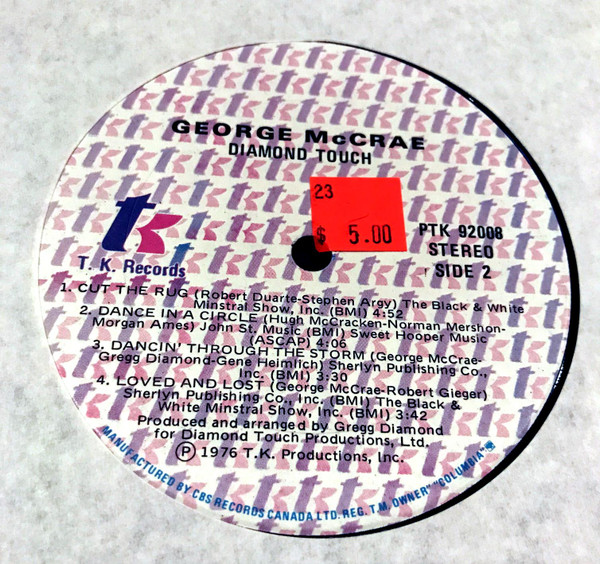 GEORGE McCRAE
DIAMOND TOUCH
23
$ 5.00
PTK 92008
STEREO
SIDE 2
tk
T. K. Records
1. CUT THE RUG (Robert Duarte-Stephen Argy) The Black & White
Minstral Show, Inc. (BMI) 4:52
2. DANCE IN A CIRCLE (Hugh McCracken-Norman Mershon-
Morgan Ames) John St. Music (BMI) Sweet Hooper Music
(ASCAP) 4:06
3. DANCIN' THROUGH THE STORM (George McCrae-
Gregg Diamond-Gene Heimlich) Sherlyn Publishing Co.,
Inc. (BMI) 3:30
4. LOVED AND LOST (George McCrae-Robert Gieger)
Sherlyn Publishing Co., Inc. (BMI) The Black &
White Minstral Show, Inc. (BMI) 3:42
Produced and arranged by Gregg Diamond
for Diamond Touch Productions, Ltd.
Ⓟ 1976 T.K. Productions, Inc.
MANUFACTURED BY CBS RECORDS CANADA LTD. REG. T.M. OWNER "COLUMBIA"